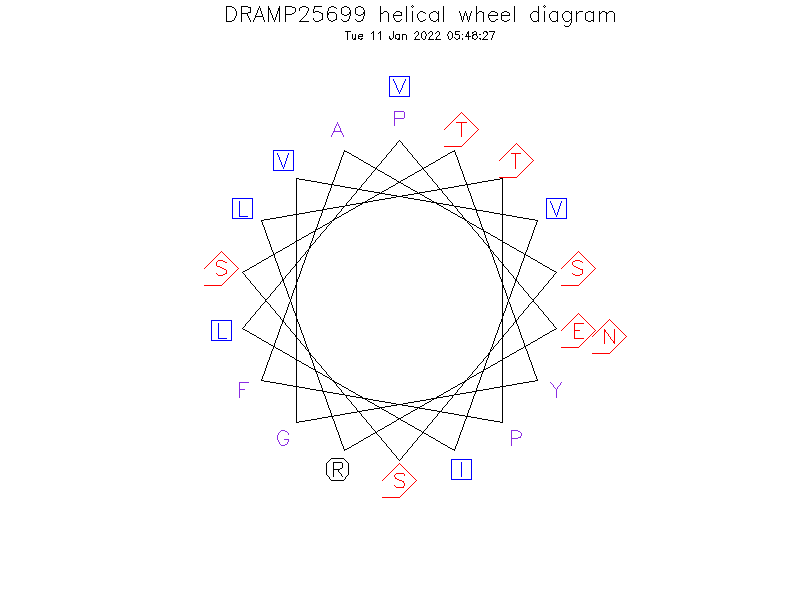 DRAMP25699 helical wheel diagram
Tue 11 Jan 2022 05:48:27
V
A P T
V T
L V
S S
L E N
F Y
G P
R S I